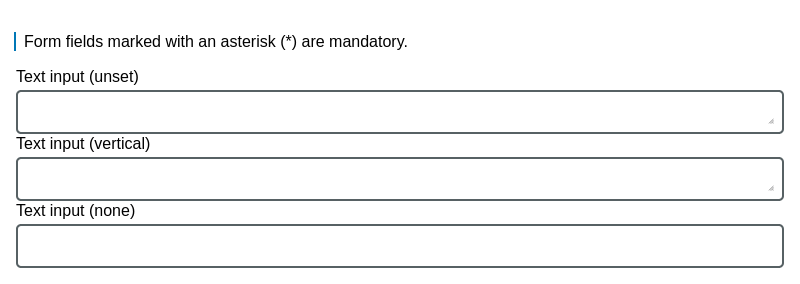 Form fields marked with an asterisk (*) are mandatory.
Text input (unset)
Text input (vertical)
Text input (none)